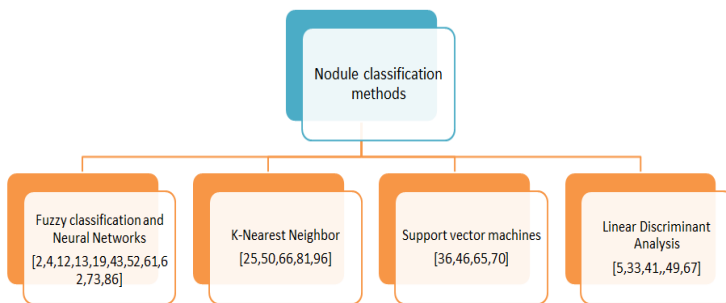 Nodule classification
methods
Fuzzy classification and
Neural Networks
[2,4,12,13,19,43,52,61,6
2,73,86]
K-Nearest Neighbor
[25,50,66,81,96]
Support vector machines
[36,46,65,70]
Linear Discriminant
Analysis
[5,33,41,,49,67]